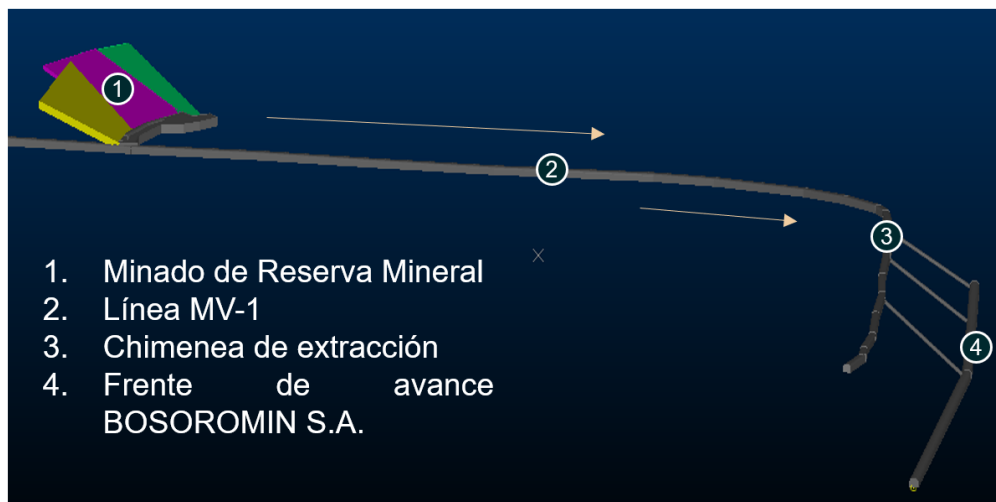 1
2
3
4
1. Minado de Reserva Mineral
2. Línea MV-1
3. Chimenea de extracción
4. Frente de avance
BOSOROMIN S.A.